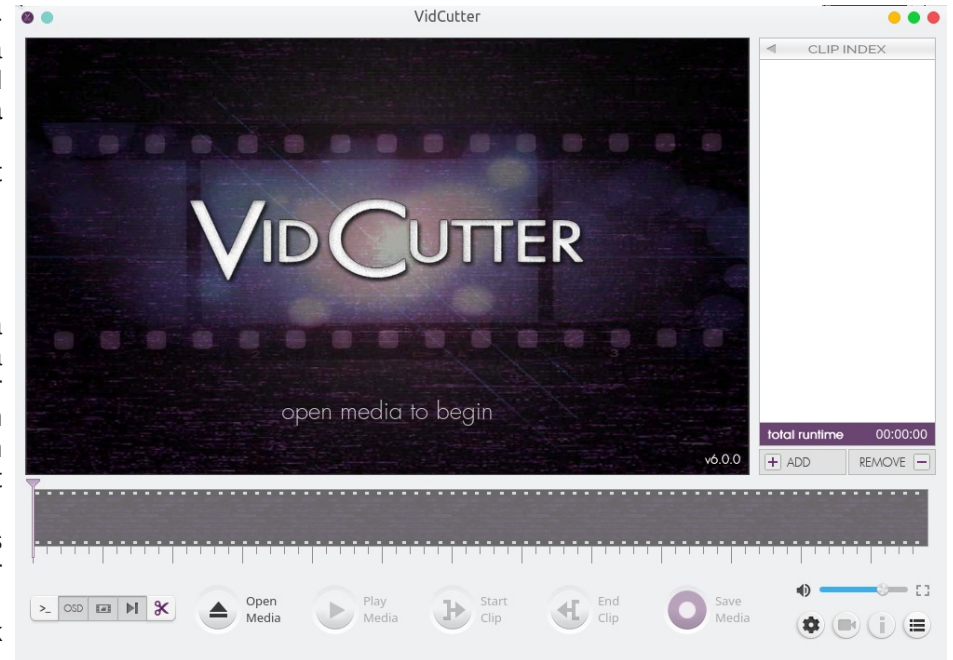 VidCutter
CLIP INDEX
VIDCUTTER
open media to begin
v6.0.0
total runtime 00:00:00
+ ADD REMOVE −
>_ OSD
Open Media
Play Media
Start Clip
End Clip
Save Media